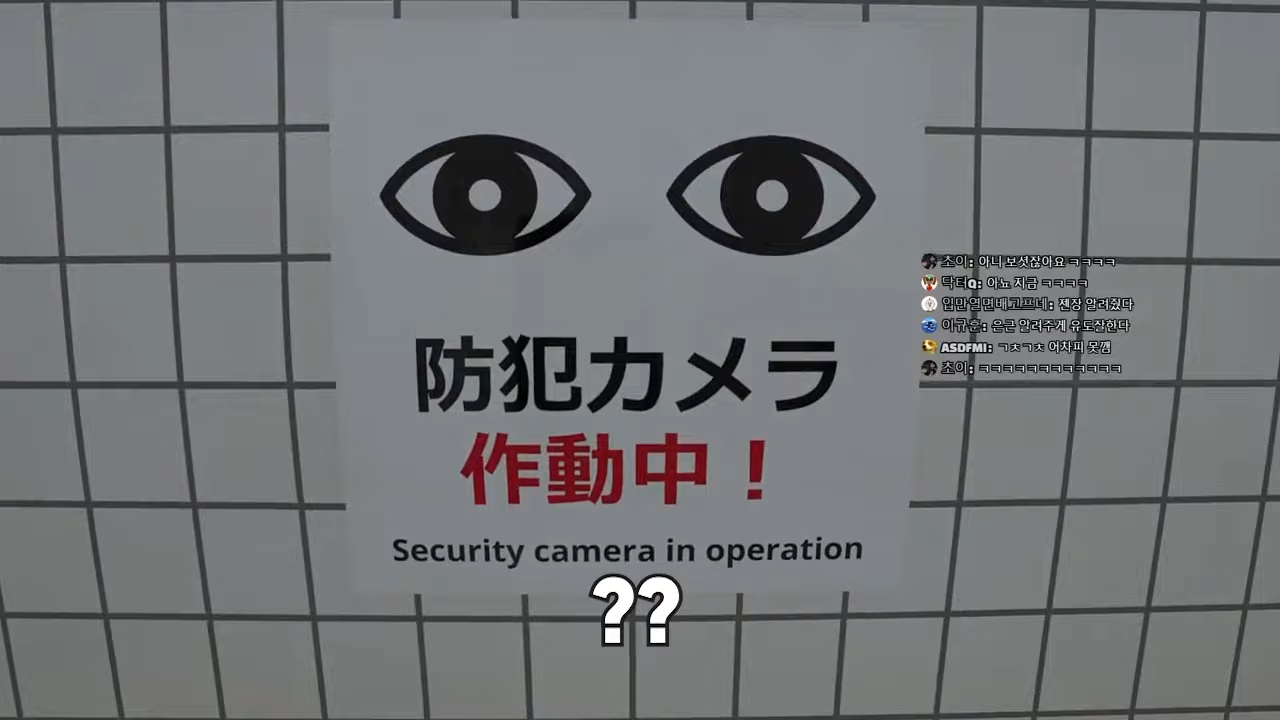 防犯カメラ
作動中！
Security camera in operation
??
초이: 아니 보셧잖아요 ㅋㅋㅋㅋ
닥터Q: 아뇨 지금 ㅋㅋㅋㅋ
입만열면배고프네: 젠장 알려줬다
이규훈: 은근 알려주게 유도잘한다
ASDFMI: ㄱㅊㄱㅊ 어차피 못깸
초이: ㅋㅋㅋㅋㅋㅋㅋㅋㅋㅋㅋㅋ